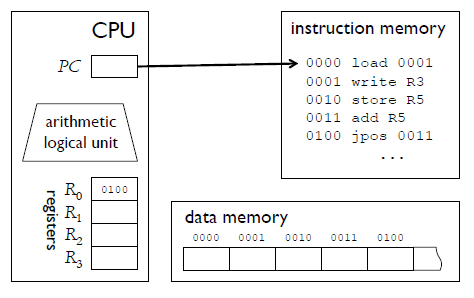 CPU
PC
arithmetic
logical unit
registers
R0 0100
R1
R2
R3
instruction memory
0000 load 0001
0001 write R3
0010 store R5
0011 add R5
0100 jpos 0011
...
data memory
0000 0001 0010 0011 0100